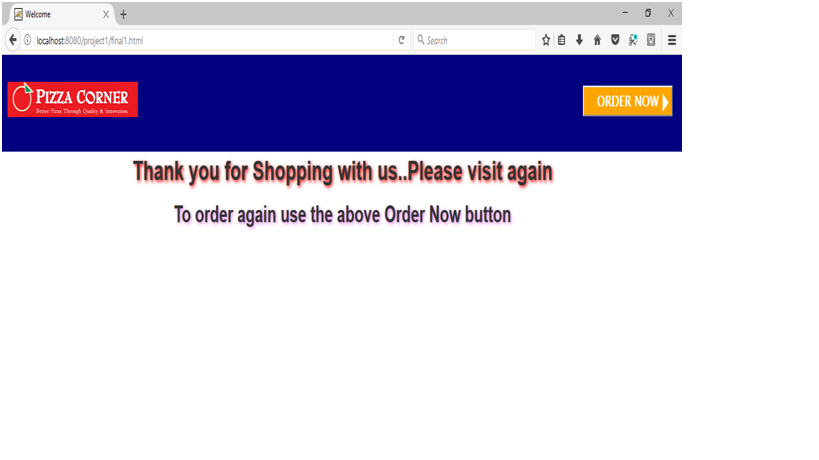 Welcome
localhost:8080/project1/final1.html
Search
PIZZA CORNER
Better Pizza Through Quality & Innovation
ORDER NOW
Thank you for Shopping with us..Please visit again
To order again use the above Order Now button